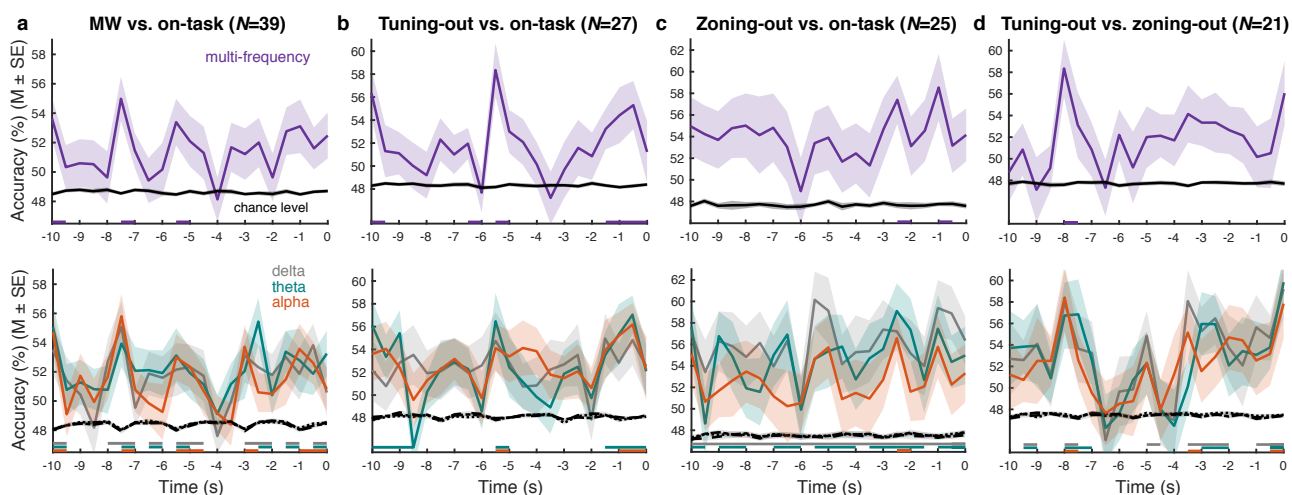 a MW vs. on-task (N=39)
b Tuning-out vs. on-task (N=27)
c Zoning-out vs. on-task (N=25)
d Tuning-out vs. zoning-out (N=21)
Accuracy (%) (M ± SE)
58
56
54
52
50
48
multi-frequency
chance level
-10 -9 -8 -7 -6 -5 -4 -3 -2 -1 0
60
58
56
54
52
50
48
-10 -9 -8 -7 -6 -5 -4 -3 -2 -1 0
62
60
58
56
54
52
50
48
-10 -9 -8 -7 -6 -5 -4 -3 -2 -1 0
60
58
56
54
52
50
48
-10 -9 -8 -7 -6 -5 -4 -3 -2 -1 0
Accuracy (%) (M ± SE)
58
56
54
52
50
48
delta
theta
alpha
-10 -9 -8 -7 -6 -5 -4 -3 -2 -1 0
Time (s)
60
58
56
54
52
50
48
-10 -9 -8 -7 -6 -5 -4 -3 -2 -1 0
Time (s)
62
60
58
56
54
52
50
48
-10 -9 -8 -7 -6 -5 -4 -3 -2 -1 0
Time (s)
60
58
56
54
52
50
48
-10 -9 -8 -7 -6 -5 -4 -3 -2 -1 0
Time (s)